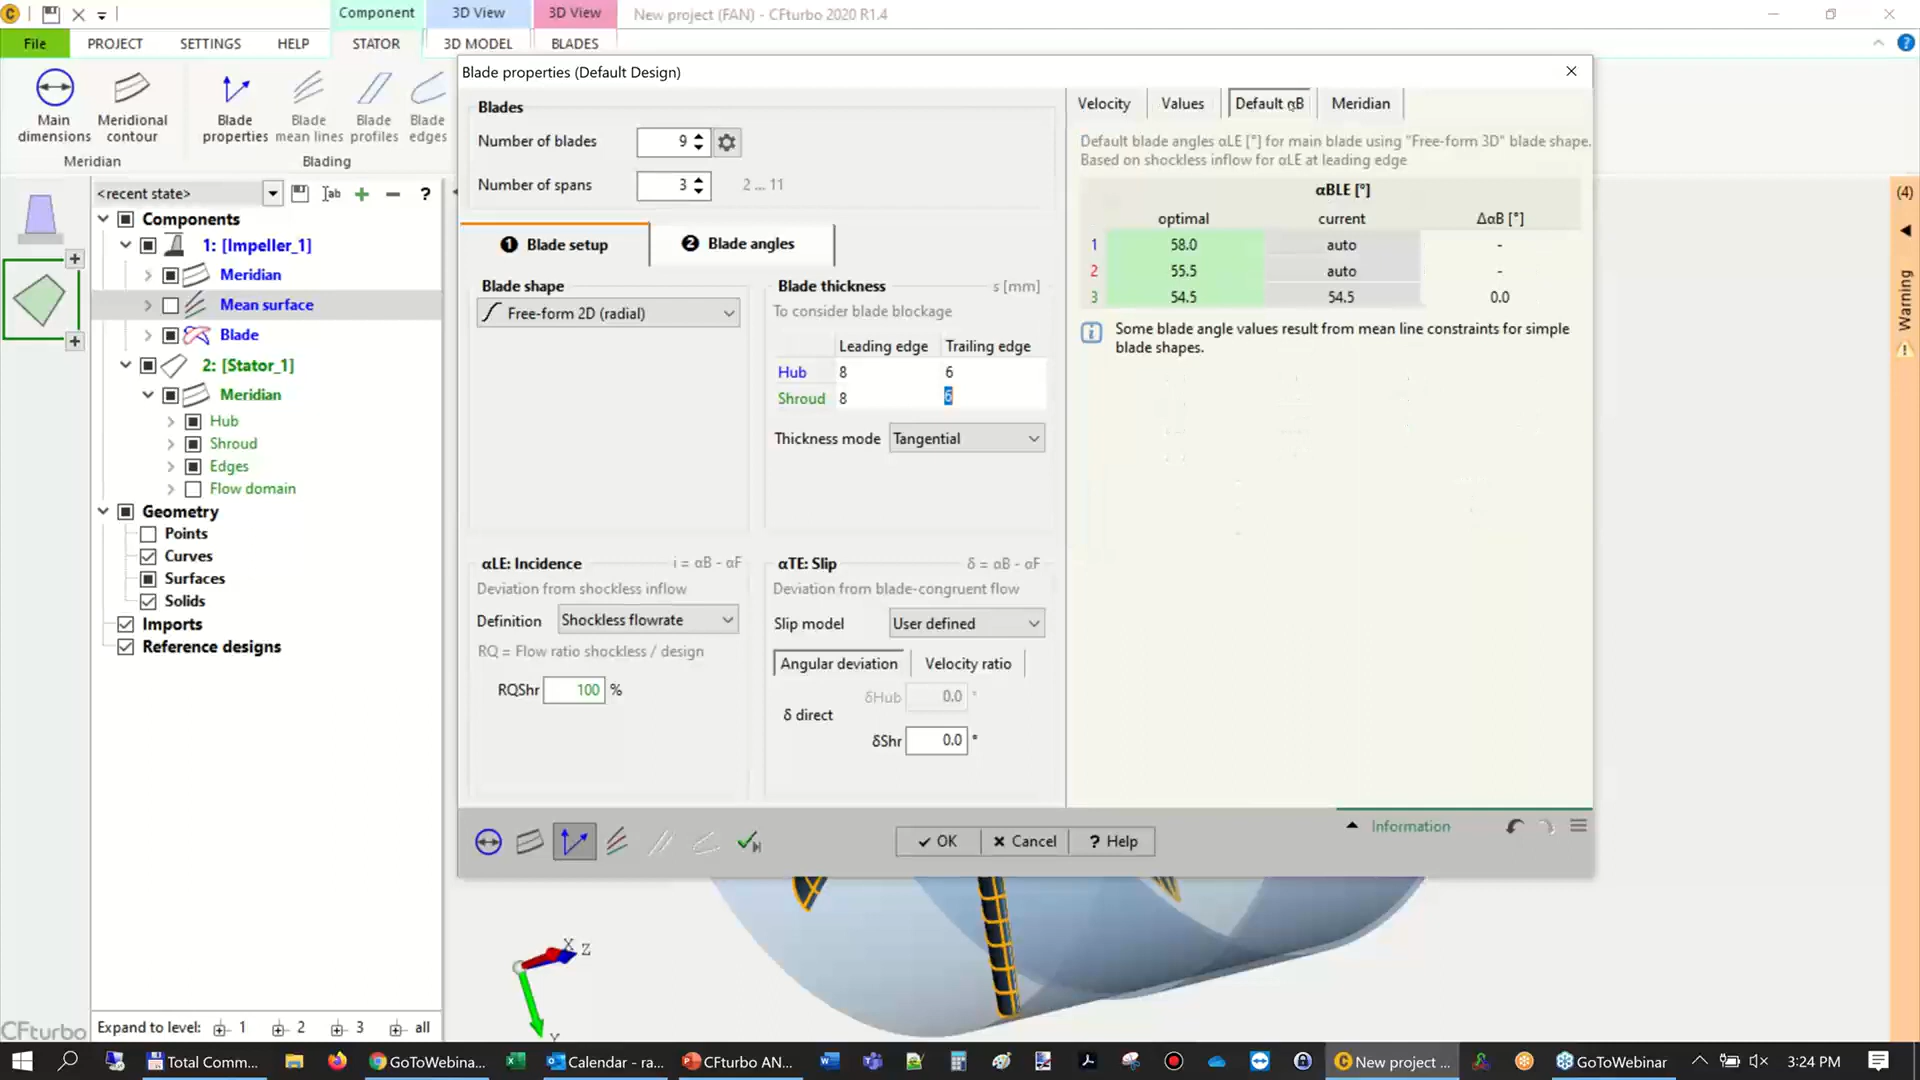 Component
3D View
3D View
New project (FAN) - CFturbo 2020 R1.4
File
PROJECT
SETTINGS
HELP
STATOR
3D MODEL
BLADES
Main dimensions
Meridional contour
Blade properties
Blade mean lines
Blade profiles
Blade edges
Meridian
Blading
<recent state>
ab
?
Components
1: [Impeller_1]
Meridian
Mean surface
Blade
2: [Stator_1]
Meridian
Hub
Shroud
Edges
Flow domain
Geometry
Points
Curves
Surfaces
Solids
Imports
Reference designs
Expand to level:
1
2
3
all
CFturbo
Blade properties (Default Design)
Blades
Number of blades
9
Number of spans
3
2 ... 11
1 Blade setup
2 Blade angles
Blade shape
Free-form 2D (radial)
Blade thickness s [mm]
To consider blade blockage
Leading edge Trailing edge
Hub 8 6
Shroud 8 6
Thickness mode Tangential
αLE: Incidence i = αB - αF
Deviation from shockless inflow
Definition Shockless flowrate
RQ = Flow ratio shockless / design
RQShr 100 %
αTE: Slip δ = αB - αF
Deviation from blade-congruent flow
Slip model User defined
Angular deviation Velocity ratio
δHub 0.0 °
δ direct
δShr 0.0 °
OK
Cancel
? Help
Velocity
Values
Default αB
Meridian
Default blade angles αLE [°] for main blade using "Free-form 3D" blade shape.
Based on shockless inflow for αLE at leading edge
αBLE [°]
optimal current ΔαB [°]
1 58.0 auto -
2 55.5 auto -
3 54.5 54.5 0.0
i Some blade angle values result from mean line constraints for simple
blade shapes.
Information
(4)
Warning
X
Z
Y
Total Comm...
GoToWebina...
Calendar - ra...
CFturbo AN...
New project ...
GoToWebinar
3:24 PM